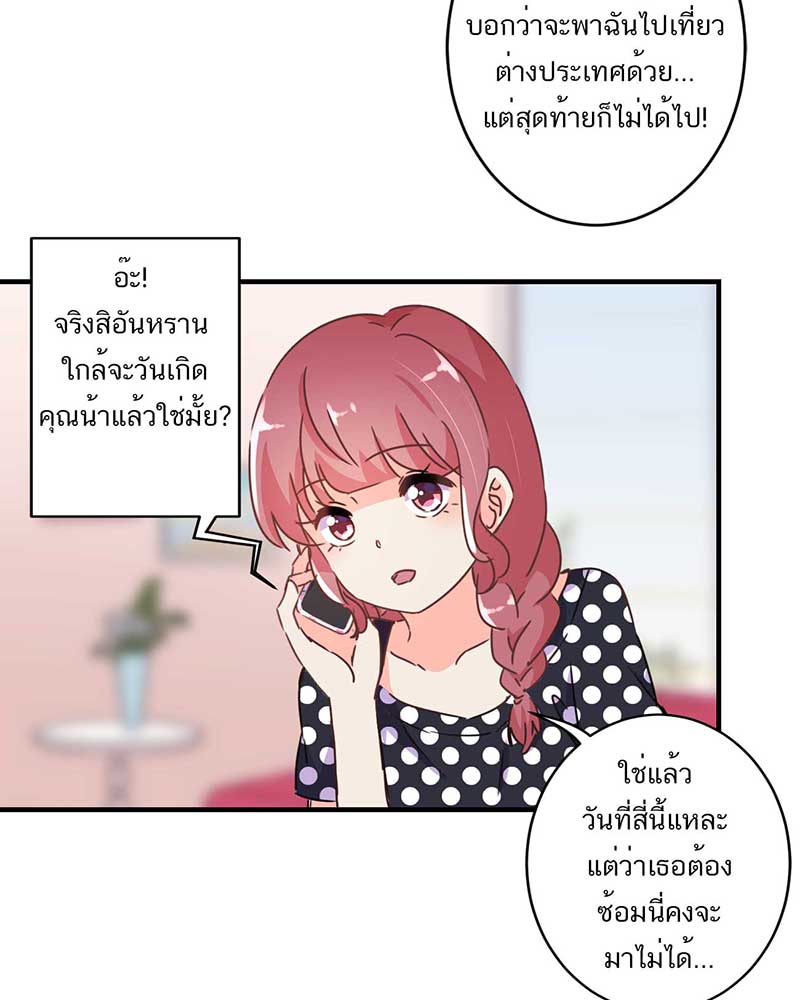 บอกว่าจะพาฉันไปเที่ยว
ต่างประเทศด้วย...
แต่สุดท้ายก็ไม่ได้ไป!
อ๊ะ!
จริงสิอันหราน
ใกล้จะวันเกิด
คุณน้าแล้วใช่มั้ย?
ใช่แล้ว
วันที่สี่นี้แหละ
แต่ว่าเธอต้อง
ซ้อมนี่คงจะ
มาไม่ได้...